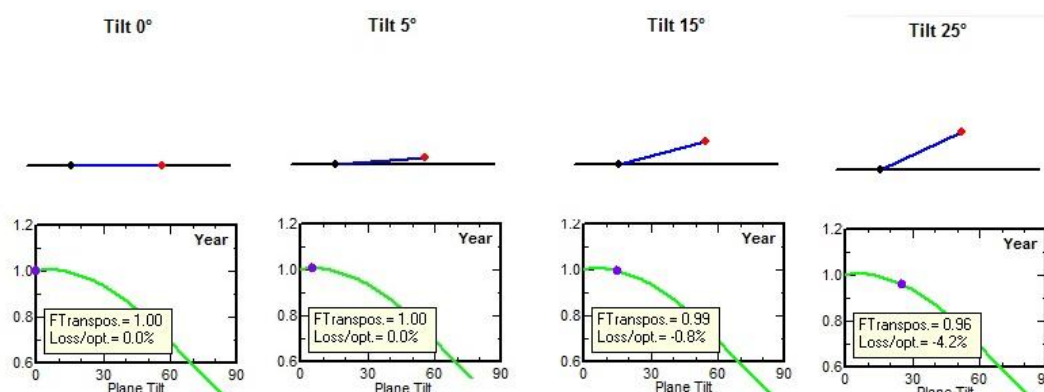 Tilt 0°
Tilt 5°
Tilt 15°
Tilt 25°
1.2
Year
1.0
0.8
0.6
FTranspos.= 1.00
Loss/opt.= 0.0%
0
30
60
90
Plane Tilt
1.2
Year
1.0
0.8
0.6
FTranspos.= 1.00
Loss/opt.= 0.0%
0
30
60
90
Plane Tilt
1.2
Year
1.0
0.8
0.6
FTranspos.= 0.99
Loss/opt.= -0.8%
0
30
60
90
Plane Tilt
1.2
Year
1.0
0.8
0.6
FTranspos.= 0.96
Loss/opt.= -4.2%
0
30
60
Plane Tilt